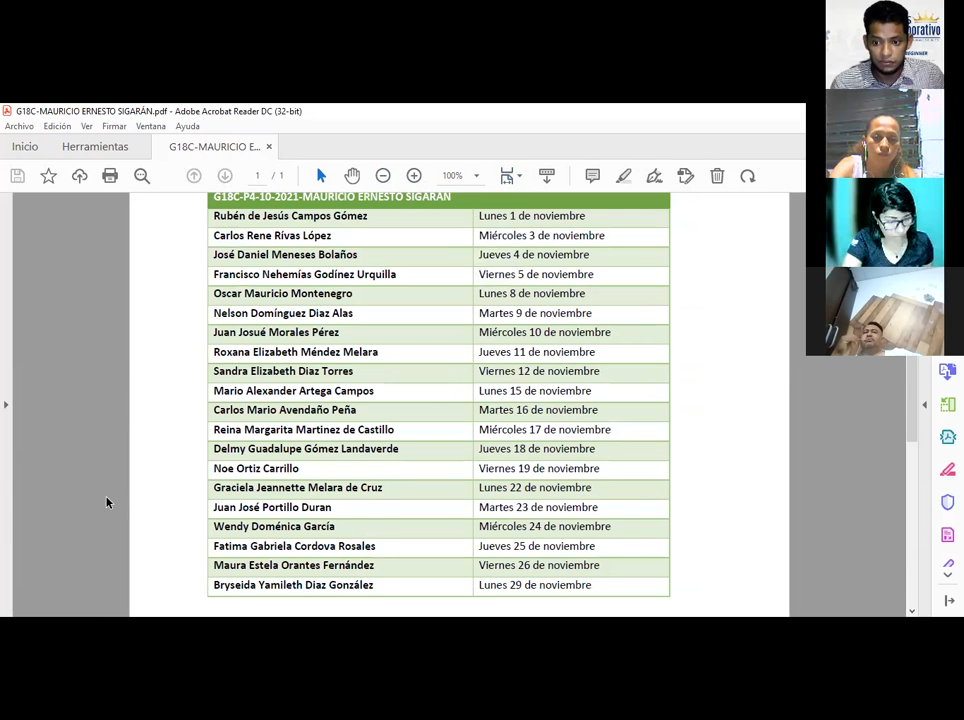 G18C-MAURICIO ERNESTO SIGARÁN.pdf - Adobe Acrobat Reader DC (32-bit)
Archivo Edición Ver Firmar Ventana Ayuda
Inicio Herramientas G18C-MAURICIO E... ×
1 / 1 100%
G18C-P4-10-2021-MAURICIO ERNESTO SIGARÁN
Rubén de Jesús Campos Gómez Lunes 1 de noviembre
Carlos Rene Rívas López Miércoles 3 de noviembre
José Daniel Meneses Bolaños Jueves 4 de noviembre
Francisco Nehemías Godínez Urquilla Viernes 5 de noviembre
Oscar Mauricio Montenegro Lunes 8 de noviembre
Nelson Domínguez Diaz Alas Martes 9 de noviembre
Juan Josué Morales Pérez Miércoles 10 de noviembre
Roxana Elizabeth Méndez Melara Jueves 11 de noviembre
Sandra Elizabeth Diaz Torres Viernes 12 de noviembre
Mario Alexander Artega Campos Lunes 15 de noviembre
Carlos Mario Avendaño Peña Martes 16 de noviembre
Reina Margarita Martinez de Castillo Miércoles 17 de noviembre
Delmy Guadalupe Gómez Landaverde Jueves 18 de noviembre
Noe Ortiz Carrillo Viernes 19 de noviembre
Graciela Jeannette Melara de Cruz Lunes 22 de noviembre
Juan José Portillo Duran Martes 23 de noviembre
Wendy Doménica García Miércoles 24 de noviembre
Fatima Gabriela Cordova Rosales Jueves 25 de noviembre
Maura Estela Orantes Fernández Viernes 26 de noviembre
Bryseida Yamileth Diaz González Lunes 29 de noviembre